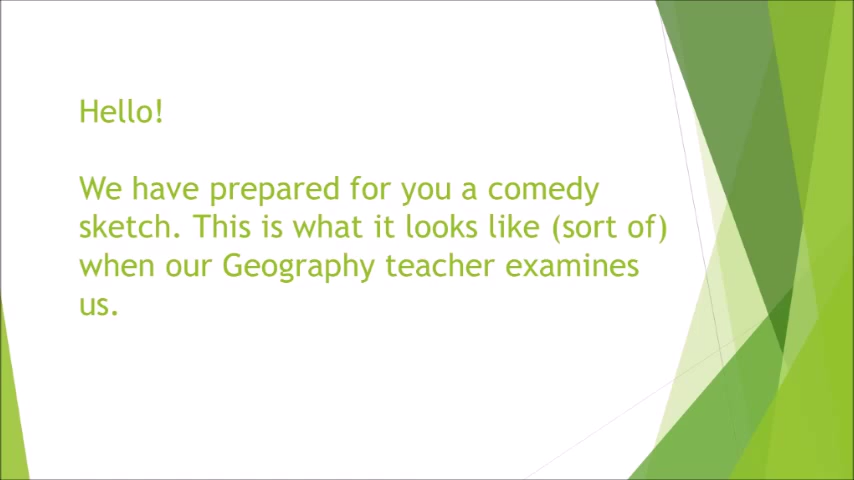 Hello!
We have prepared for you a comedy
sketch. This is what it looks like (sort of)
when our Geography teacher examines
us.